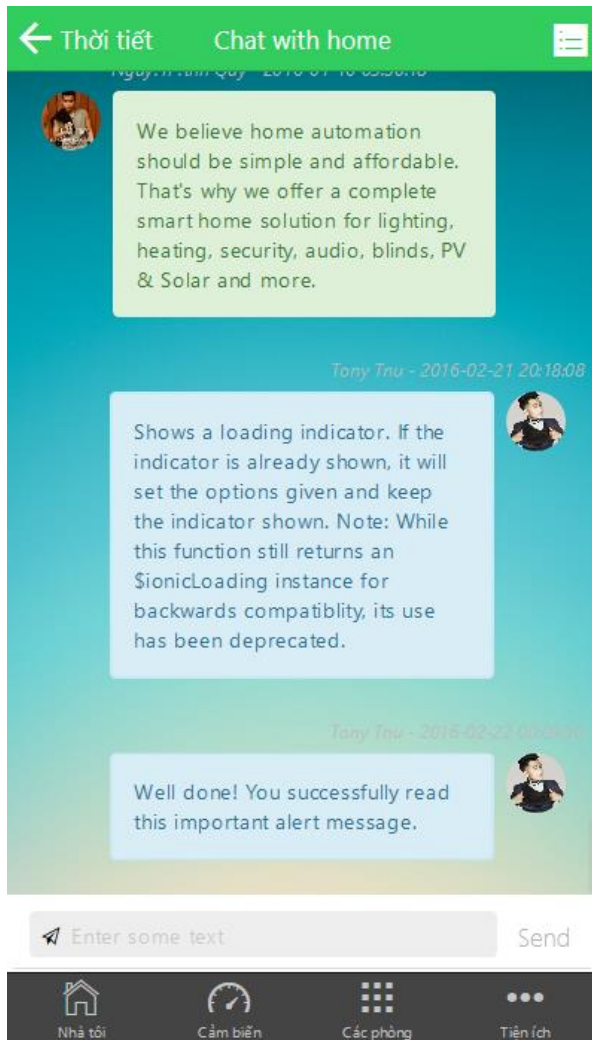 Thời tiết Chat with home
We believe home automation
should be simple and affordable.
That's why we offer a complete
smart home solution for lighting,
heating, security, audio, blinds, PV
& Solar and more.
Tony Tnu - 2016-02-21 20:18:08
Shows a loading indicator. If the
indicator is already shown, it will
set the options given and keep
the indicator shown. Note: While
this function still returns an
$ionicLoading instance for
backwards compatiblity, its use
has been deprecated.
Tony Tnu - 2016-02-22
Well done! You successfully read
this important alert message.
Enter some text Send
Nhà tôi Cảm biến Các phòng Tiện ích